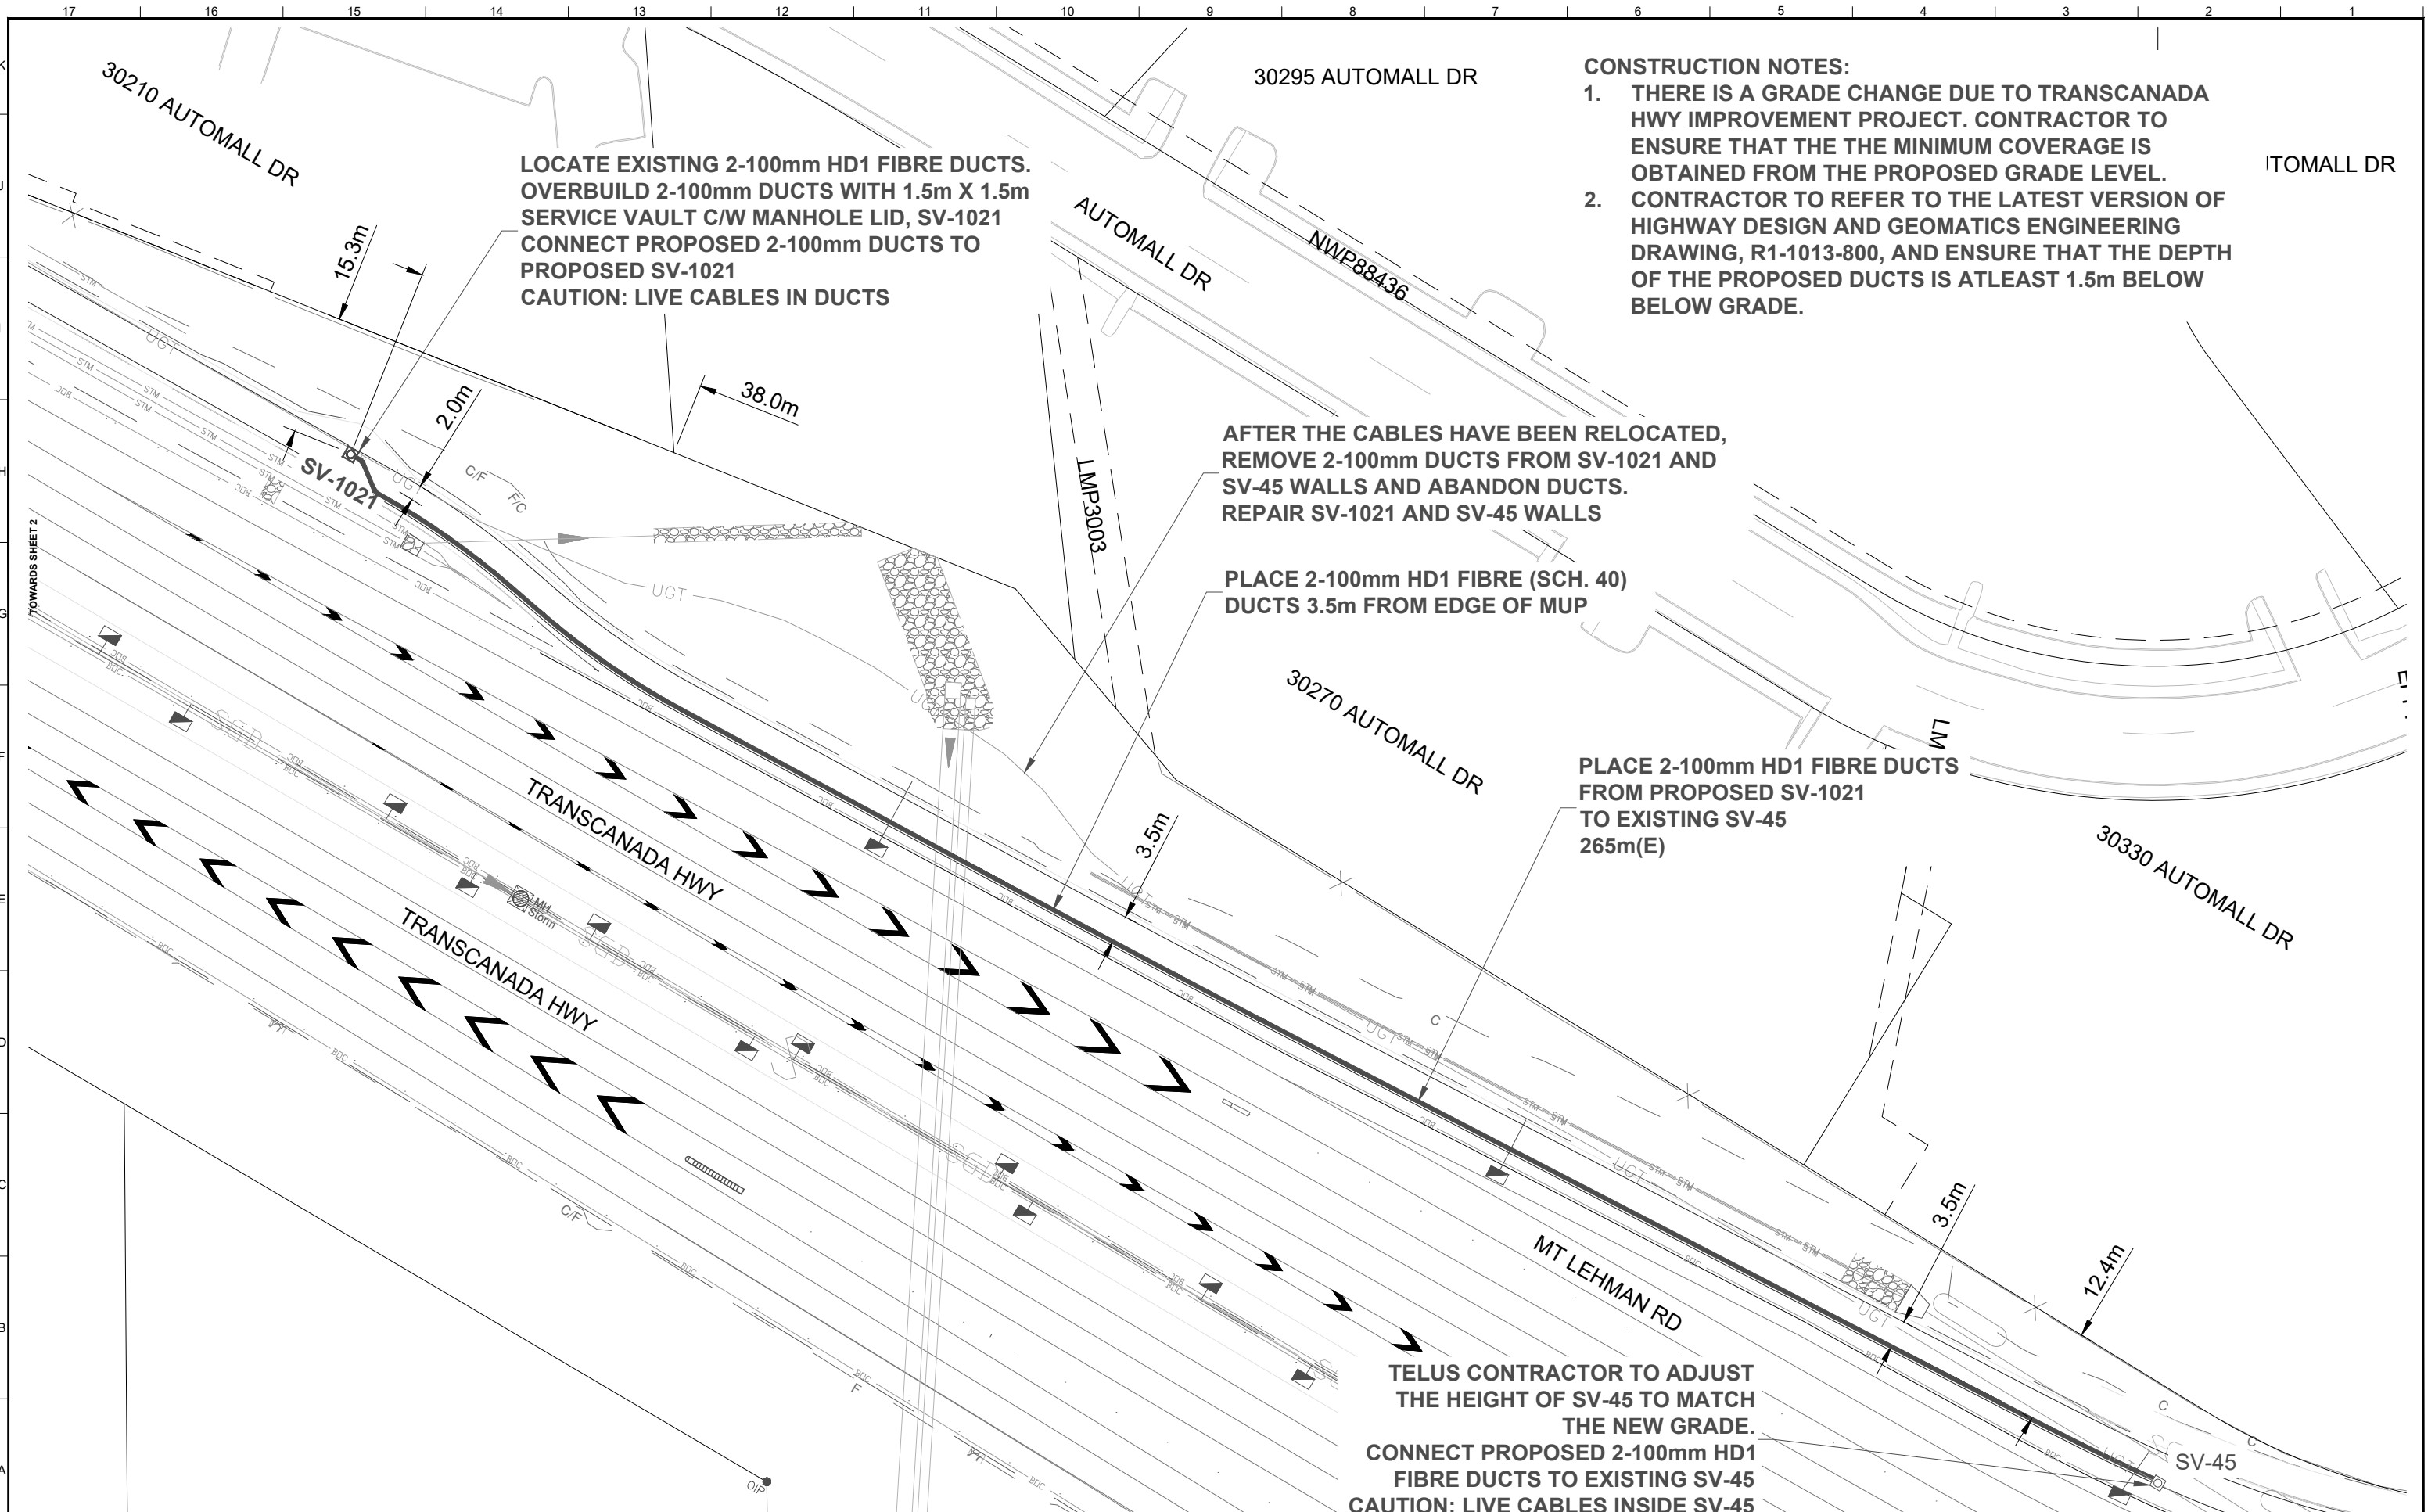 17 16 15 14 13 12 11 10 9 8 7 6 5 4 3 2 1
K
J
H
G
F
E
D
C
B
A
TOWARDS SHEET 2
30210 AUTOMALL DR
30295 AUTOMALL DR
CONSTRUCTION NOTES:
1. THERE IS A GRADE CHANGE DUE TO TRANSCANADA
HWY IMPROVEMENT PROJECT. CONTRACTOR TO
ENSURE THAT THE THE MINIMUM COVERAGE IS
OBTAINED FROM THE PROPOSED GRADE LEVEL.
2. CONTRACTOR TO REFER TO THE LATEST VERSION OF
HIGHWAY DESIGN AND GEOMATICS ENGINEERING
DRAWING, R1-1013-800, AND ENSURE THAT THE DEPTH
OF THE PROPOSED DUCTS IS ATLEAST 1.5m BELOW
BELOW GRADE.
TOMALL DR
LOCATE EXISTING 2-100mm HD1 FIBRE DUCTS.
OVERBUILD 2-100mm DUCTS WITH 1.5m X 1.5m
SERVICE VAULT C/W MANHOLE LID, SV-1021
CONNECT PROPOSED 2-100mm DUCTS TO
PROPOSED SV-1021
CAUTION: LIVE CABLES IN DUCTS
AUTOMALL DR
NWP88436
15.3m
2.0m
38.0m
SV-1021
C/F
F/C
UGT
LMP3003
AFTER THE CABLES HAVE BEEN RELOCATED,
REMOVE 2-100mm DUCTS FROM SV-1021 AND
SV-45 WALLS AND ABANDON DUCTS.
REPAIR SV-1021 AND SV-45 WALLS
PLACE 2-100mm HD1 FIBRE (SCH. 40)
DUCTS 3.5m FROM EDGE OF MUP
30270 AUTOMALL DR
LM
PLACE 2-100mm HD1 FIBRE DUCTS
FROM PROPOSED SV-1021
TO EXISTING SV-45
265m(E)
30330 AUTOMALL DR
TRANSCANADA HWY
TRANSCANADA HWY
MH
Storm
SGD
3.5m
STM
BDC
C
3.5m
12.4m
MT LEHMAN RD
C/F
F
OIP
TELUS CONTRACTOR TO ADJUST
THE HEIGHT OF SV-45 TO MATCH
THE NEW GRADE.
CONNECT PROPOSED 2-100mm HD1
FIBRE DUCTS TO EXISTING SV-45
CAUTION: LIVE CABLES INSIDE SV-45
SV-45
C
C